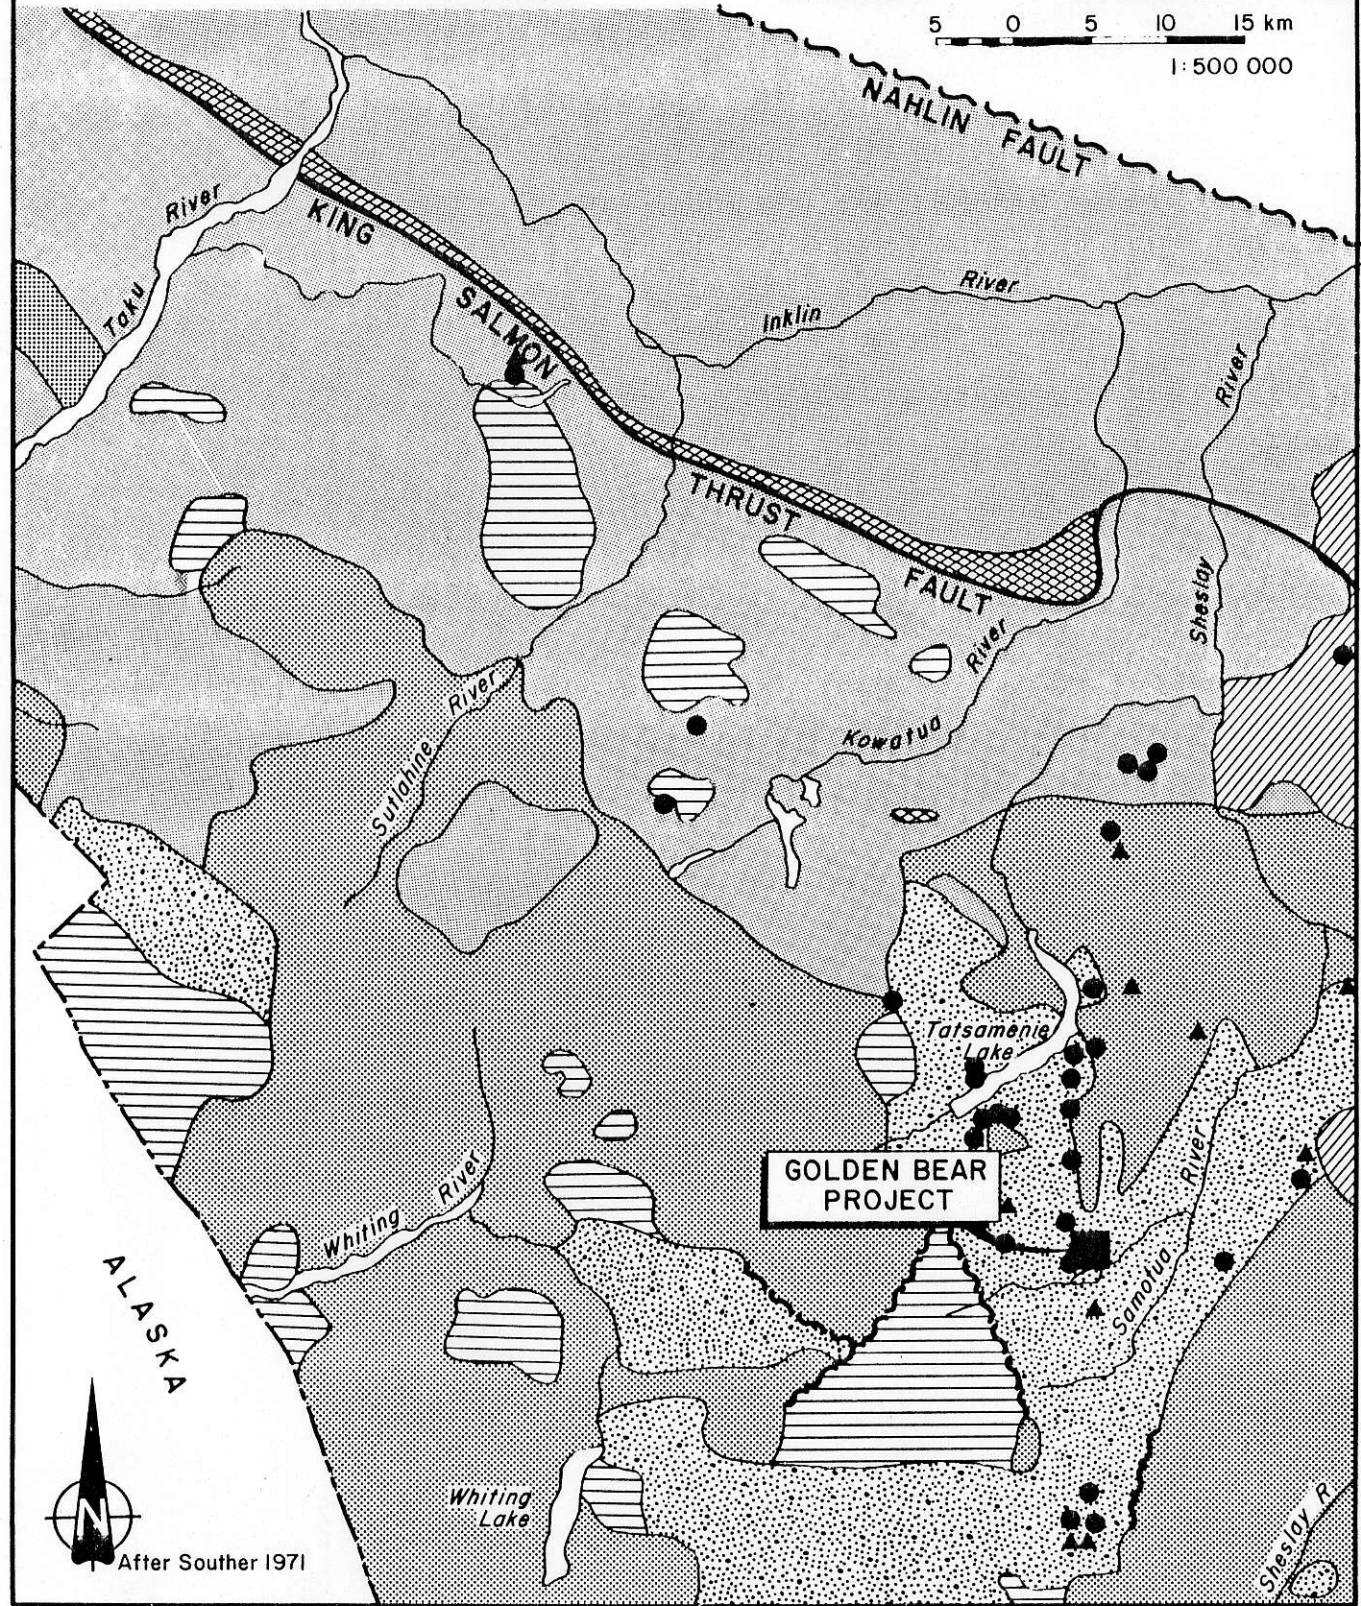 5 0 5 10 15 km
1:500 000
NAHLIN FAULT
River
KING
Taku
SALMON
Inklin
River
River
THRUST
FAULT
Sheslay
River
River
Kowatua
Sutlahine
Tatsamenie
Lake
GOLDEN BEAR
PROJECT
River
River
Whiting
Samotua
ALASKA
Whiting
Lake
Sheslay R
N
After Souther 1971